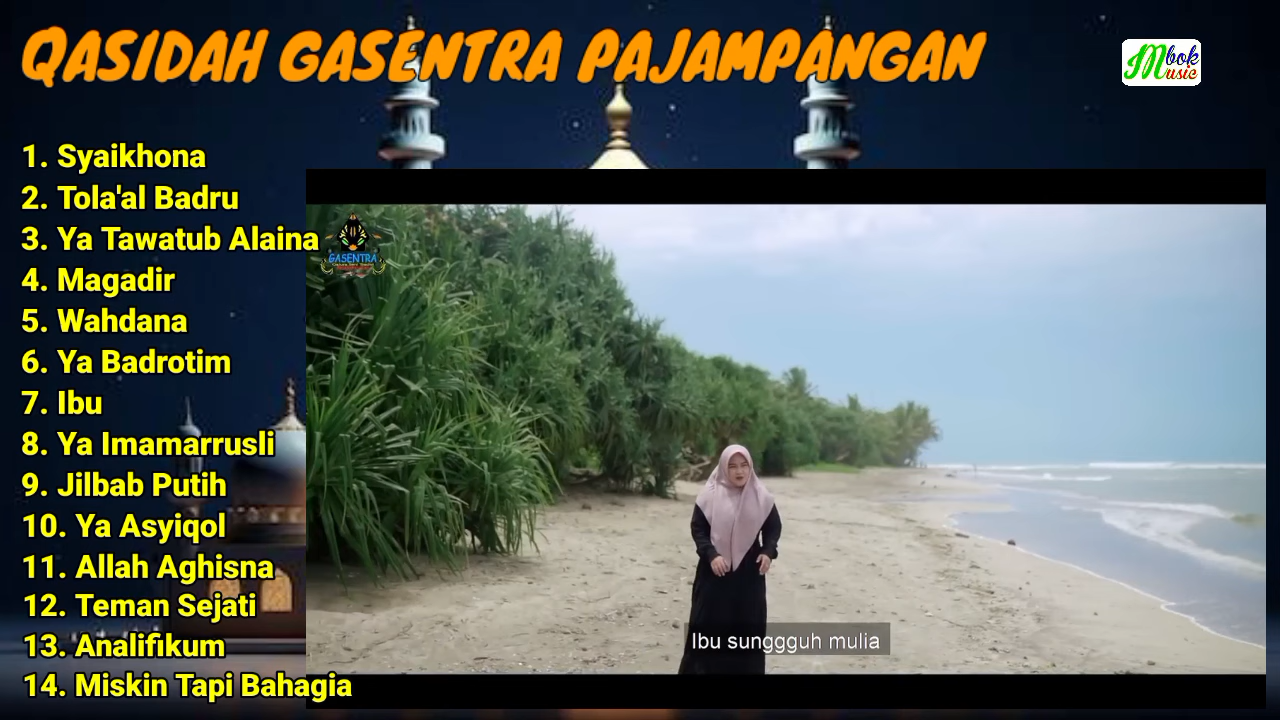 QASIDAH GASENTRA PAJAMPANGAN
Mbok
Music
1. Syaikhona
2. Tola'al Badru
3. Ya Tawatub Alaina
4. Magadir
5. Wahdana
6. Ya Badrotim
7. Ibu
8. Ya Imamarrusli
9. Jilbab Putih
10. Ya Asyiqol
11. Allah Aghisna
12. Teman Sejati
13. Analifikum
14. Miskin Tapi Bahagia
GASENTRA
Ibu sunggguh mulia